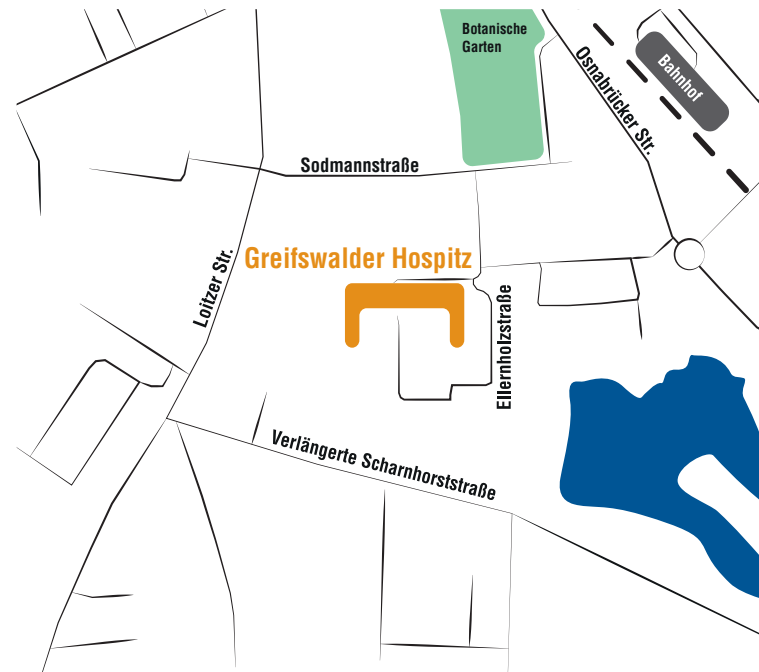 Botanische
Garten
Osnabrücker Str.
Bahnhof
Sodmannstraße
Loitzer Str.
Greifswalder Hospitz
Ellernholzstraße
Verlängerte Scharnhorststraße